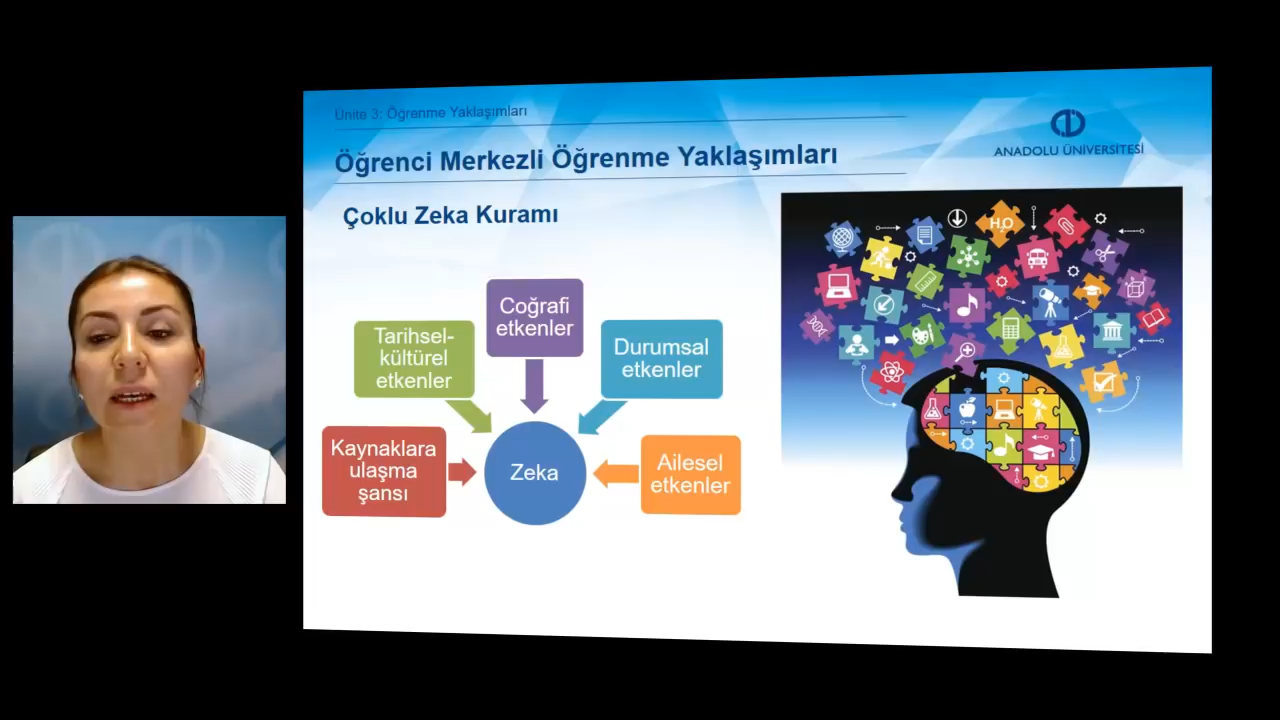 Ünite 3: Öğrenme Yaklaşımları
ANADOLU ÜNİVERSİTESİ
Öğrenci Merkezli Öğrenme Yaklaşımları
Çoklu Zeka Kuramı
Kaynaklara
ulaşma
şansı
Tarihsel-
kültürel
etkenler
Coğrafi
etkenler
Durumsal
etkenler
Ailesel
etkenler
Zeka
H₂O